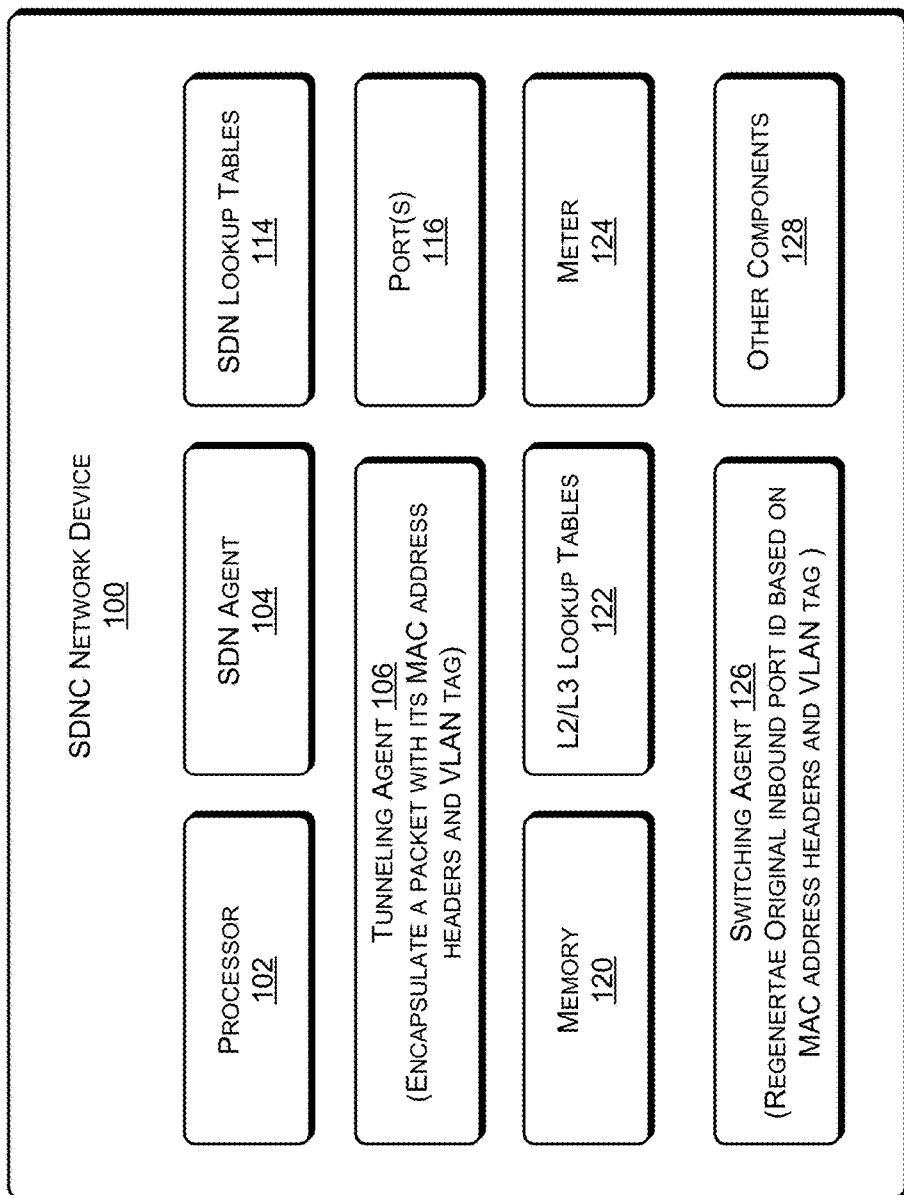 SDNC NETWORK DEVICE
100
PROCESSOR
102
SDN AGENT
104
SDN LOOKUP TABLES
114
TUNNELING AGENT 106
(ENCAPSULATE A PACKET WITH ITS MAC ADDRESS
HEADERS AND VLAN TAG)
PORT(S)
116
MEMORY
120
L2/L3 LOOKUP TABLES
122
METER
124
SWITCHING AGENT 126
(REGENERTAE ORIGINAL INBOUND PORT ID BASED ON
MAC ADDRESS HEADERS AND VLAN TAG )
OTHER COMPONENTS
128